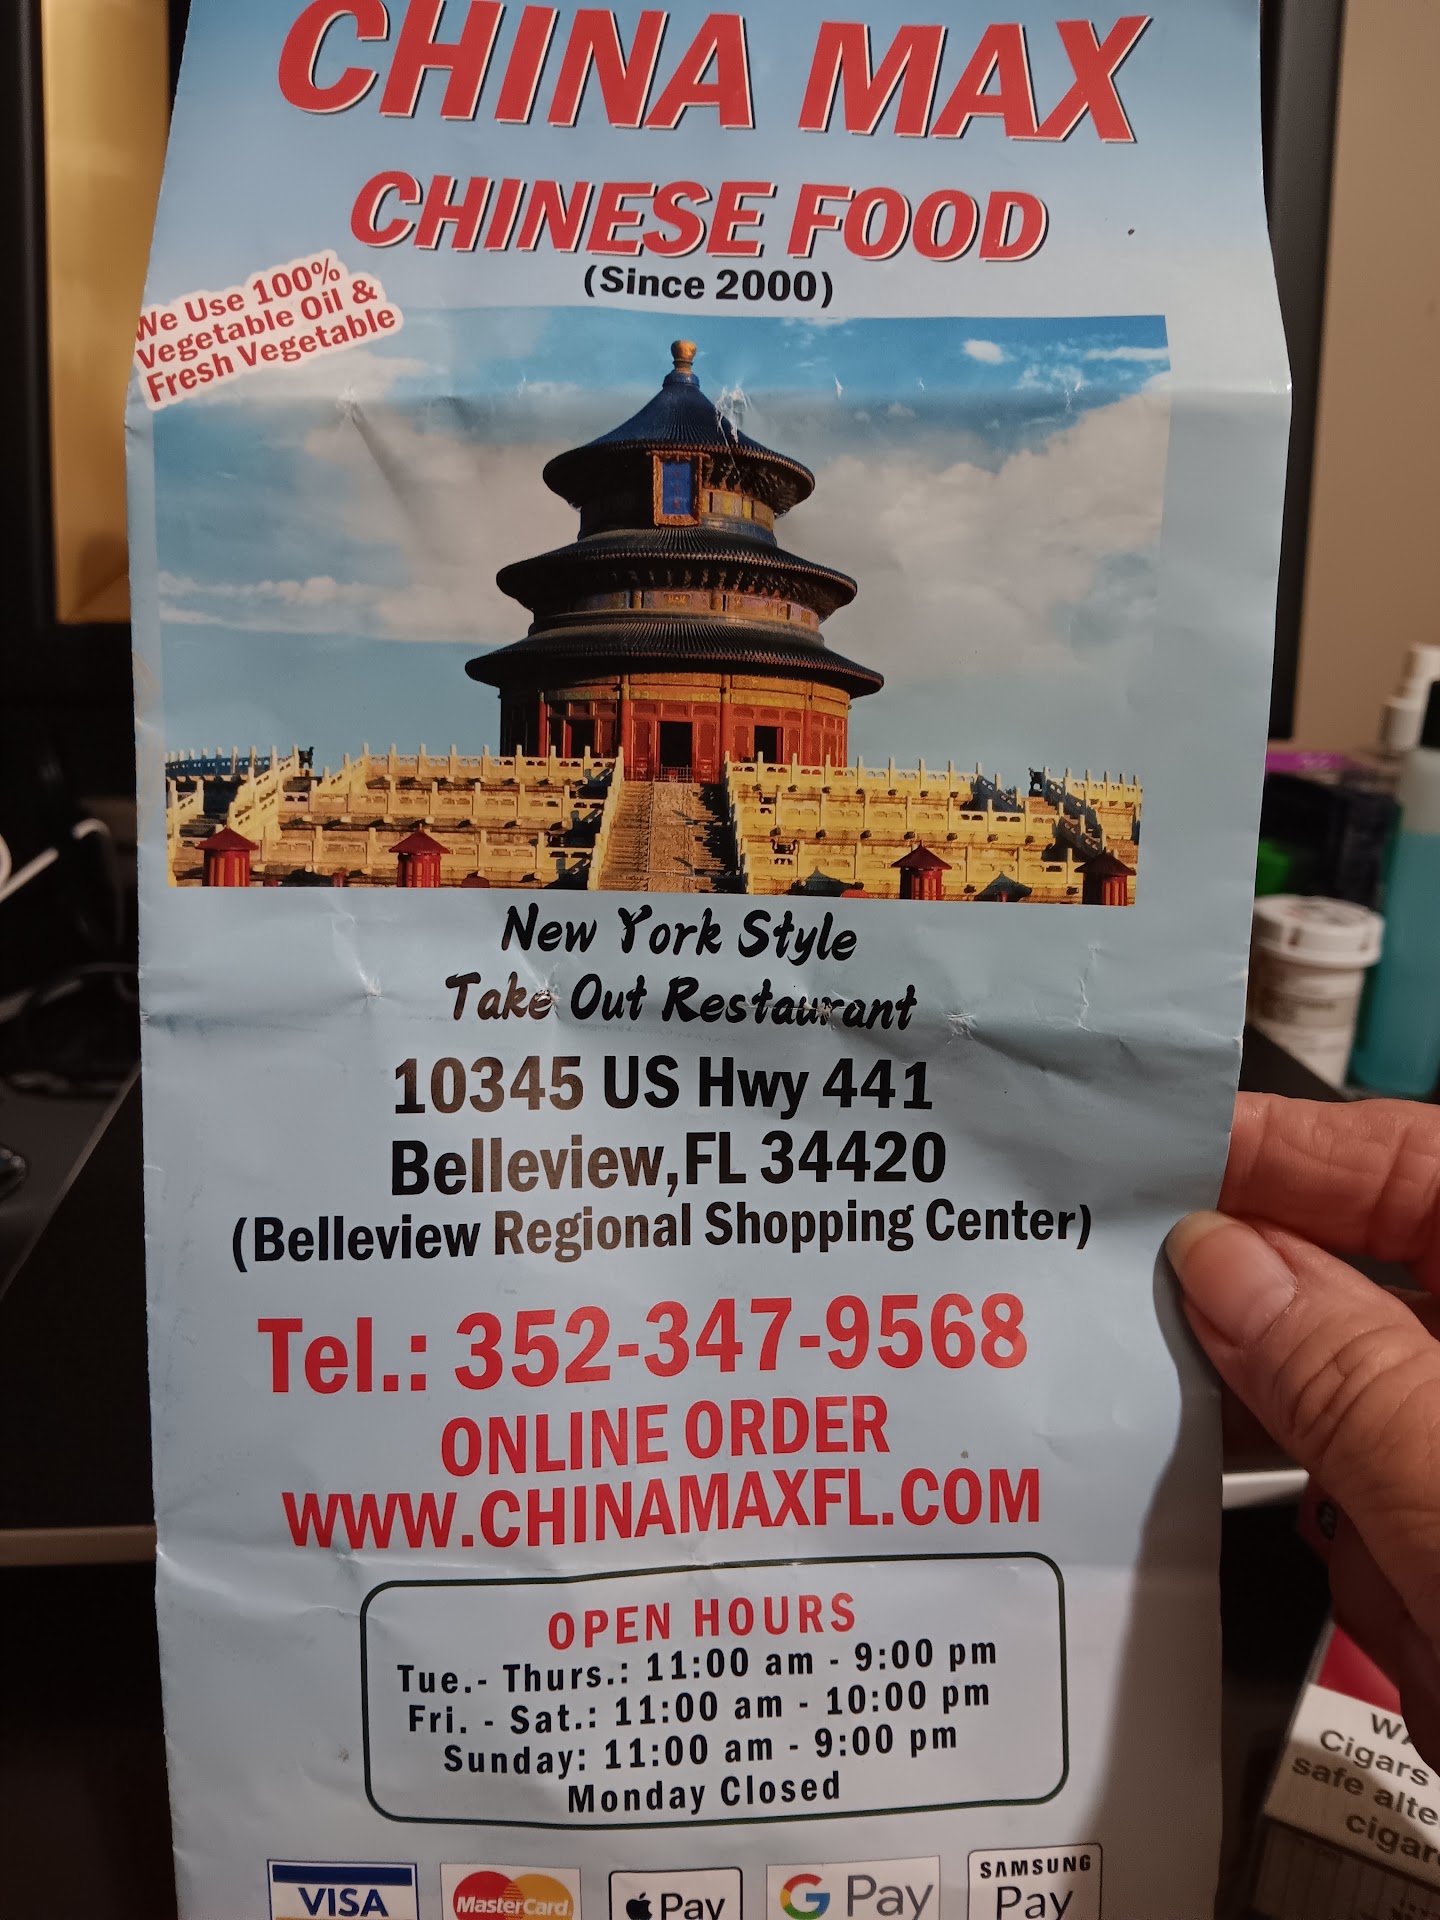 CHINA MAX
CHINESE FOOD
(Since 2000)
We Use 100%
Vegetable Oil &
Fresh Vegetable
New York Style
Take Out Restaurant
10345 US Hwy 441
Belleview,FL 34420
(Belleview Regional Shopping Center)
Tel.: 352-347-9568
ONLINE ORDER
WWW.CHINAMAXFL.COM
OPEN HOURS
Tue.- Thurs.: 11:00 am - 9:00 pm
Fri. - Sat.: 11:00 am - 10:00 pm
Sunday: 11:00 am - 9:00 pm
Monday Closed
VISA
MasterCard
Pay
G Pay
SAMSUNG
Pay
Cigars
safe alte
cigar